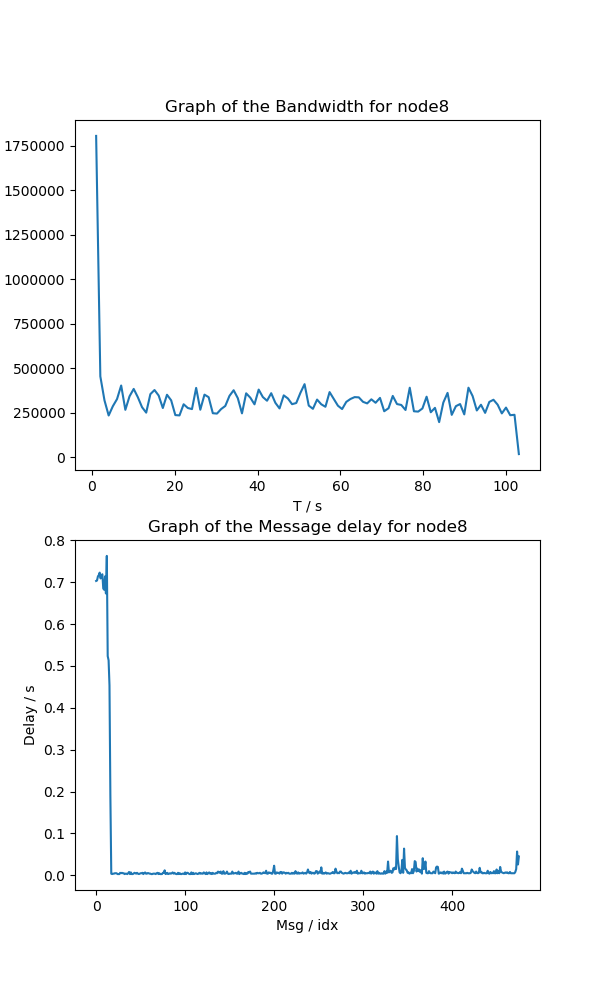 Graph of the Bandwidth for node8
1750000
1500000
1250000
1000000
750000
500000
250000
0
0 20 40 60 80 100
T / s
Graph of the Message delay for node8
0.8
0.7
0.6
0.5
0.4
0.3
0.2
0.1
0.0
Delay / s
0 100 200 300 400
Msg / idx